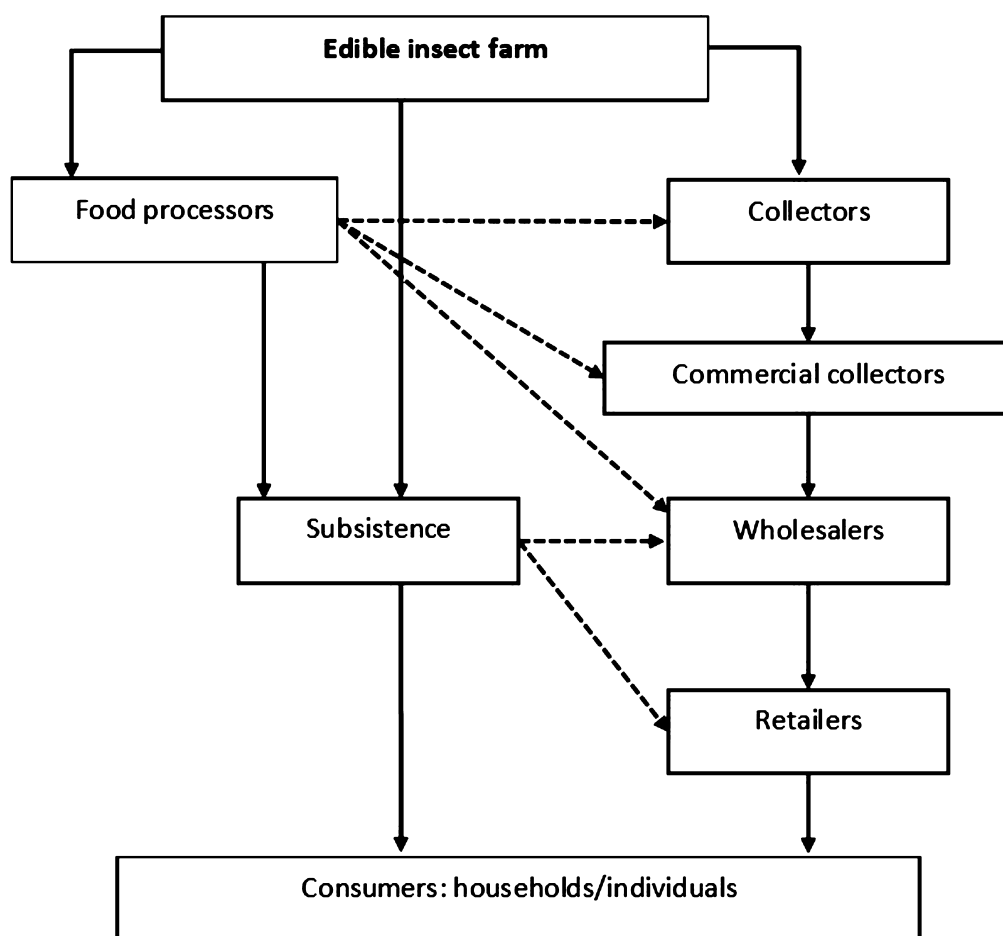 Edible insect farm
Food processors
Collectors
Commercial collectors
Subsistence
Wholesalers
Retailers
Consumers: households/individuals